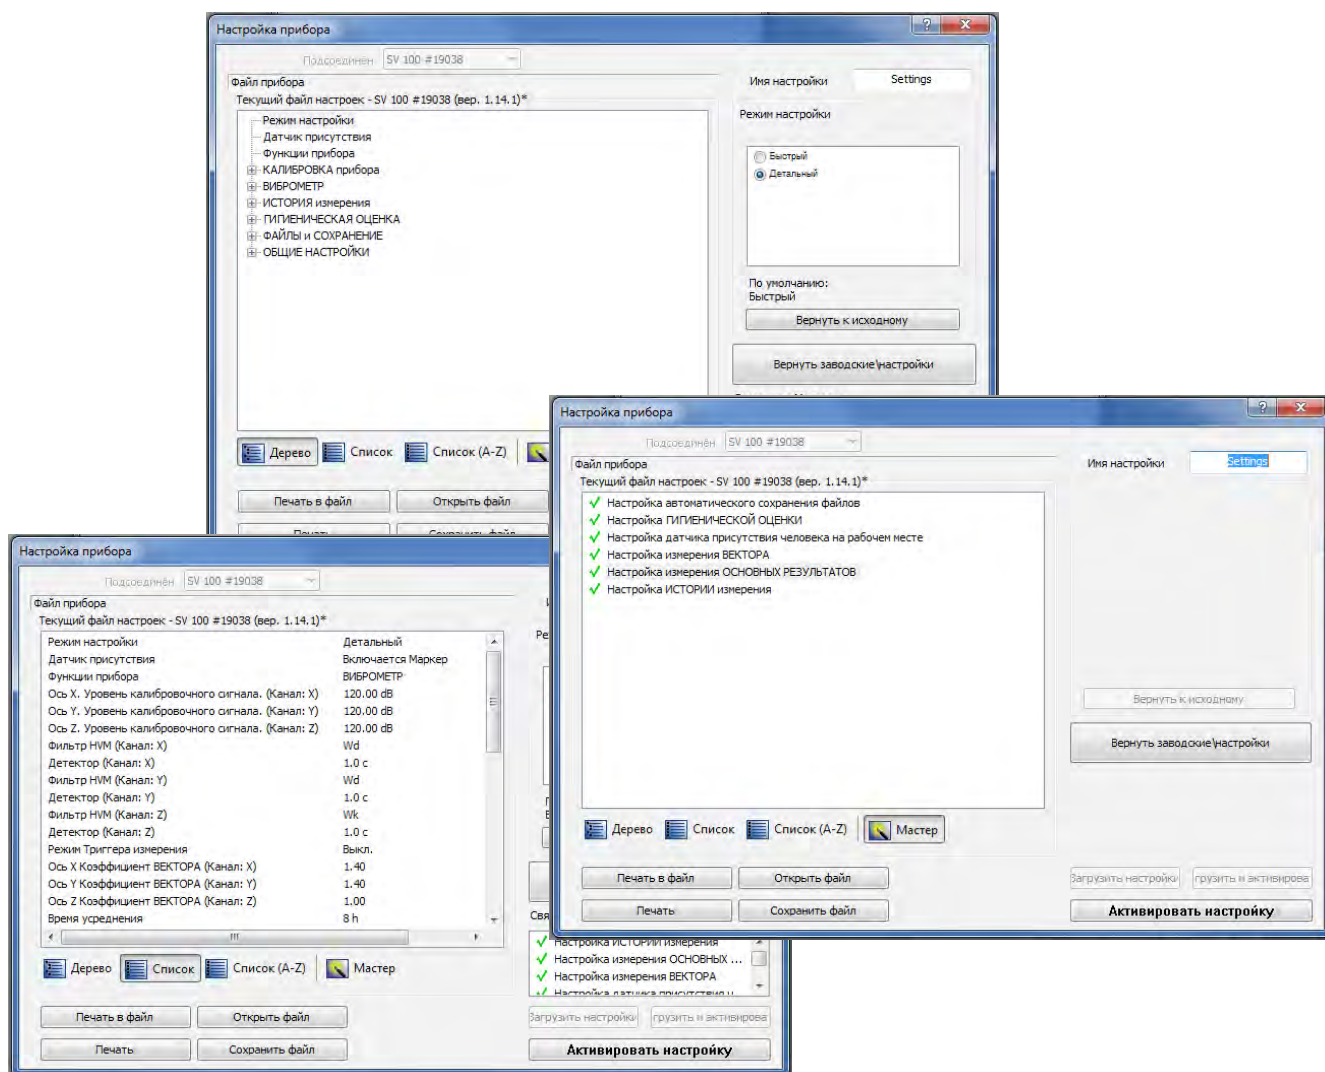 Настройка прибора
Подсоединён SV 100 #19038
Файл прибора
Текущий файл настроек - SV 100 #19038 (вер. 1.14.1)*
Режим настройки
Датчик присутствия
Функции прибора
КАЛИБРОВКА прибора
ВИБРОМЕТР
ИСТОРИЯ измерения
ГИГИЕНИЧЕСКАЯ ОЦЕНКА
ФАЙЛЫ и СОХРАНЕНИЕ
ОБЩИЕ НАСТРОЙКИ
Имя настройки Settings
Режим настройки
Быстрый
Детальный
По умолчанию:
Быстрый
Вернуть к исходному
Вернуть заводские\настройки
Дерево Список Список (A-Z)
Печать в файл Открыть файл
Печать Сохранить файл
Настройка прибора
Подсоединён SV 100 #19038
Файл прибора
Текущий файл настроек - SV 100 #19038 (вер. 1.14.1)*
Настройка автоматического сохранения файлов
Настройка ГИГИЕНИЧЕСКОЙ ОЦЕНКИ
Настройка датчика присутствия человека на рабочем месте
Настройка измерения ВЕКТОРА
Настройка измерения ОСНОВНЫХ РЕЗУЛЬТАТОВ
Настройка ИСТОРИИ измерения
Имя настройки Settings
Вернуть к исходному
Вернуть заводские\настройки
Дерево Список Список (A-Z) Мастер
Печать в файл Открыть файл
Печать Сохранить файл
Загрузить настройки грузить и активирова
Активировать настройку
Настройка прибора
Подсоединён SV 100 #19038
Файл прибора
Текущий файл настроек - SV 100 #19038 (вер. 1.14.1)*
Режим настройки Детальный
Датчик присутствия Включается Маркер
Функции прибора ВИБРОМЕТР
Ось X. Уровень калибровочного сигнала. (Канал: X) 120.00 dB
Ось Y. Уровень калибровочного сигнала. (Канал: Y) 120.00 dB
Ось Z. Уровень калибровочного сигнала. (Канал: Z) 120.00 dB
Фильтр HVM (Канал: X) Wd
Детектор (Канал: X) 1.0 с
Фильтр HVM (Канал: Y) Wd
Детектор (Канал: Y) 1.0 с
Фильтр HVM (Канал: Z) Wk
Детектор (Канал: Z) 1.0 с
Режим Триггера измерения Выкл.
Ось X Коэффициент ВЕКТОРА (Канал: X) 1.40
Ось Y Коэффициент ВЕКТОРА (Канал: Y) 1.40
Ось Z Коэффициент ВЕКТОРА (Канал: Z) 1.00
Время усреднения 8 h
Ре
Свя
Настройка ИСТОРИИ измерения
Настройка измерения ОСНОВНЫХ ...
Настройка измерения ВЕКТОРА
Настройка датчика присутствия ч
Дерево Список Список (A-Z) Мастер
Печать в файл Открыть файл
Печать Сохранить файл
Загрузить настройки грузить и активирова
Активировать настройку